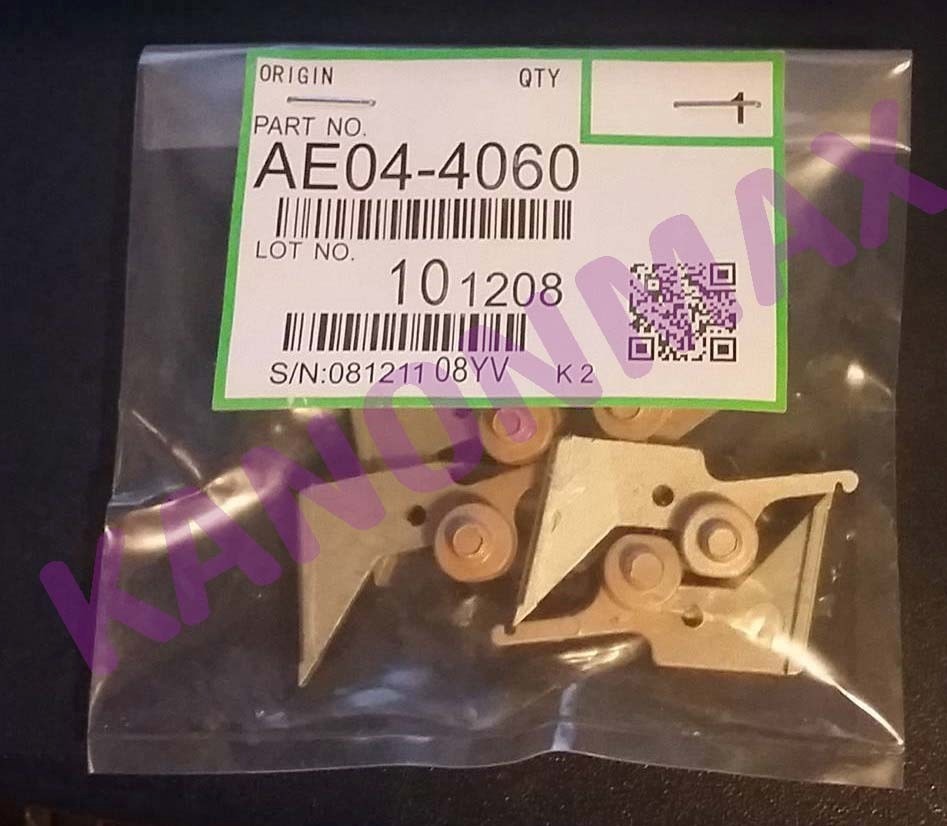 ORIGIN QTY 1
PART NO.
AE04-4060
LOT NO.
10 1208
S/N:081211 08YV K 2
KANONMAX